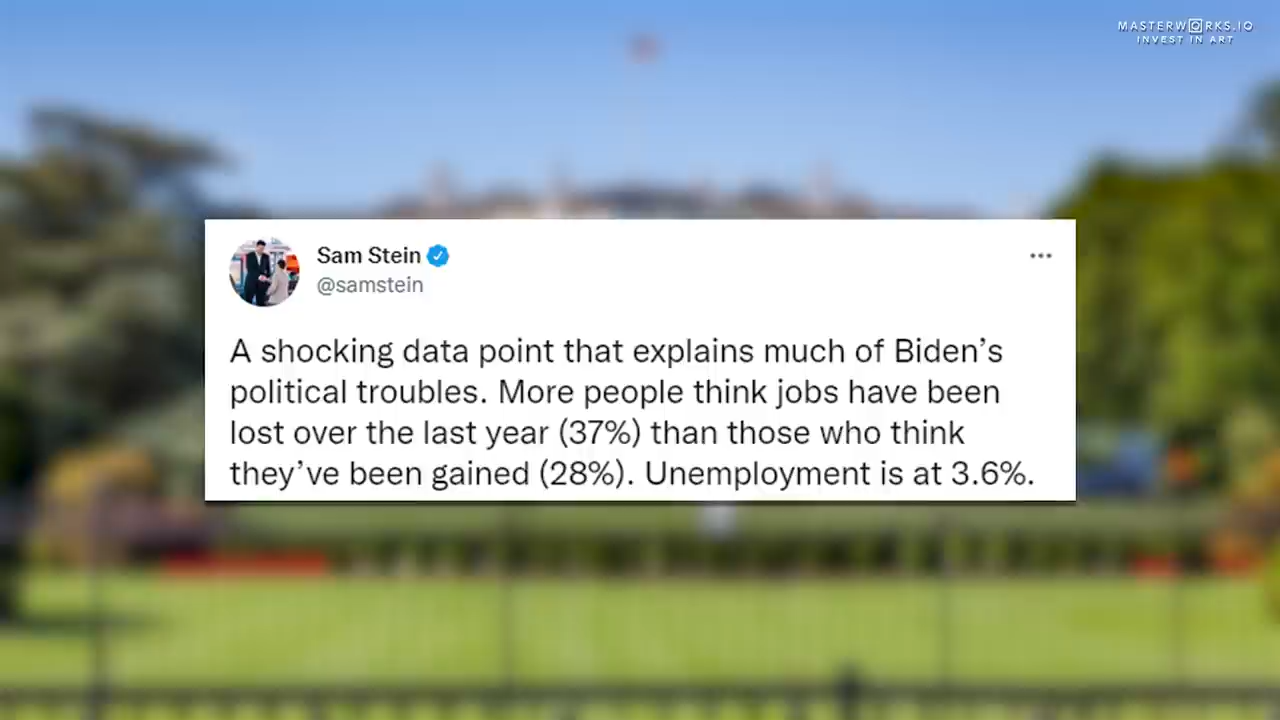 MASTERWORKS.IO
INVEST IN ART
Sam Stein
@samstein
A shocking data point that explains much of Biden’s
political troubles. More people think jobs have been
lost over the last year (37%) than those who think
they’ve been gained (28%). Unemployment is at 3.6%.